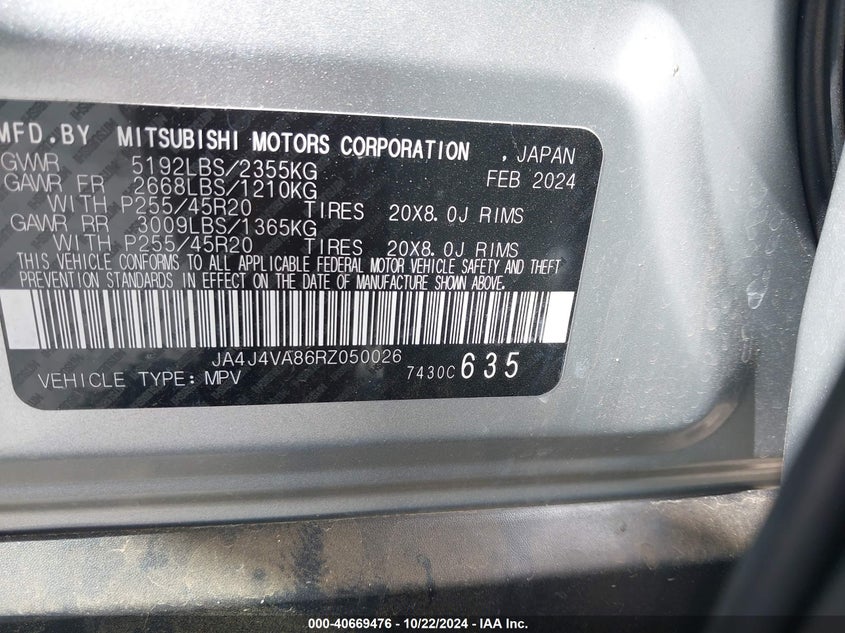 MFD.BY MITSUBISHI MOTORS CORPORATION , JAPAN
GVWR 5192LBS/2355KG FEB 2024
GAWR FR 2668LBS/1210KG
WITH P255/45R20 TIRES 20X8.0J RIMS
GAWR RR 3009LBS/1365KG
WITH P255/45R20 TIRES 20X8.0J RIMS
THIS VEHICLE CONFORMS TO ALL APPLICABLE FEDERAL MOTOR VEHICLE SAFETY AND THEFT
PREVENTION STANDARDS IN EFFECT ON THE DATE OF MANUFACTURE SHOWN ABOVE.
JA4J4VA86RZ050026
VEHICLE TYPE: MPV 7430C 635
000-40669476 - 10/22/2024 - IAA Inc.